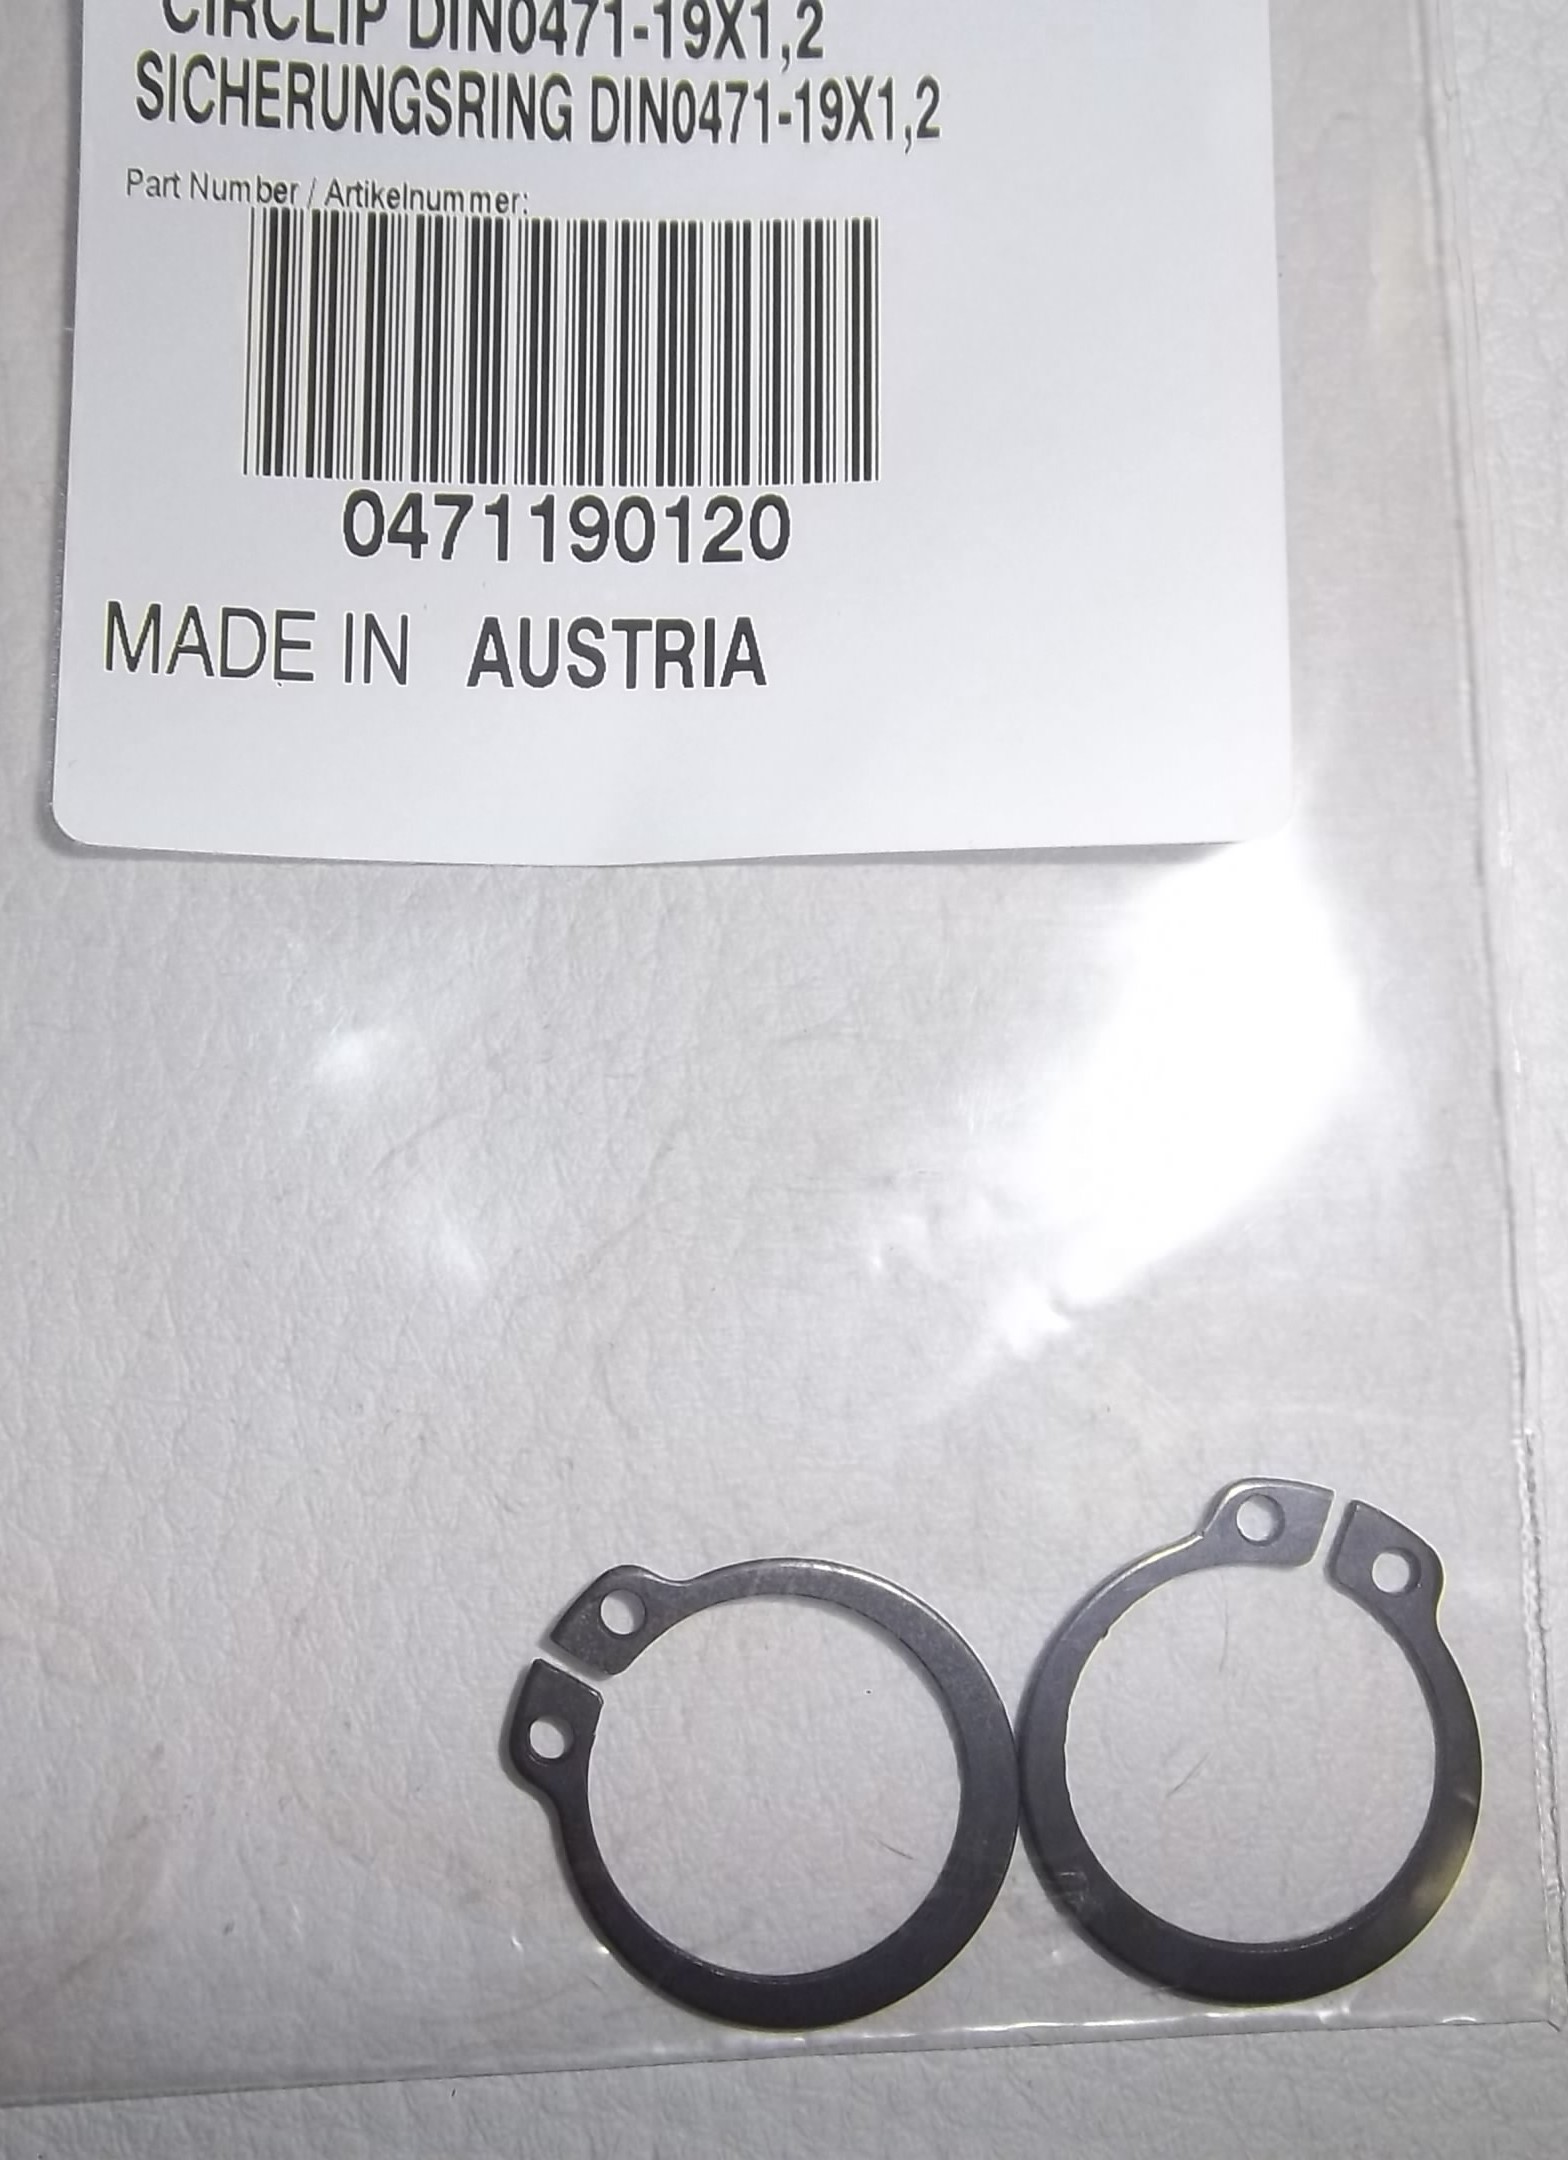 CIRCLIP DIN0471-19X1,2
SICHERUNGSRING DIN0471-19X1,2
Part Number / Artikelnummer:
0471190120
MADE IN AUSTRIA